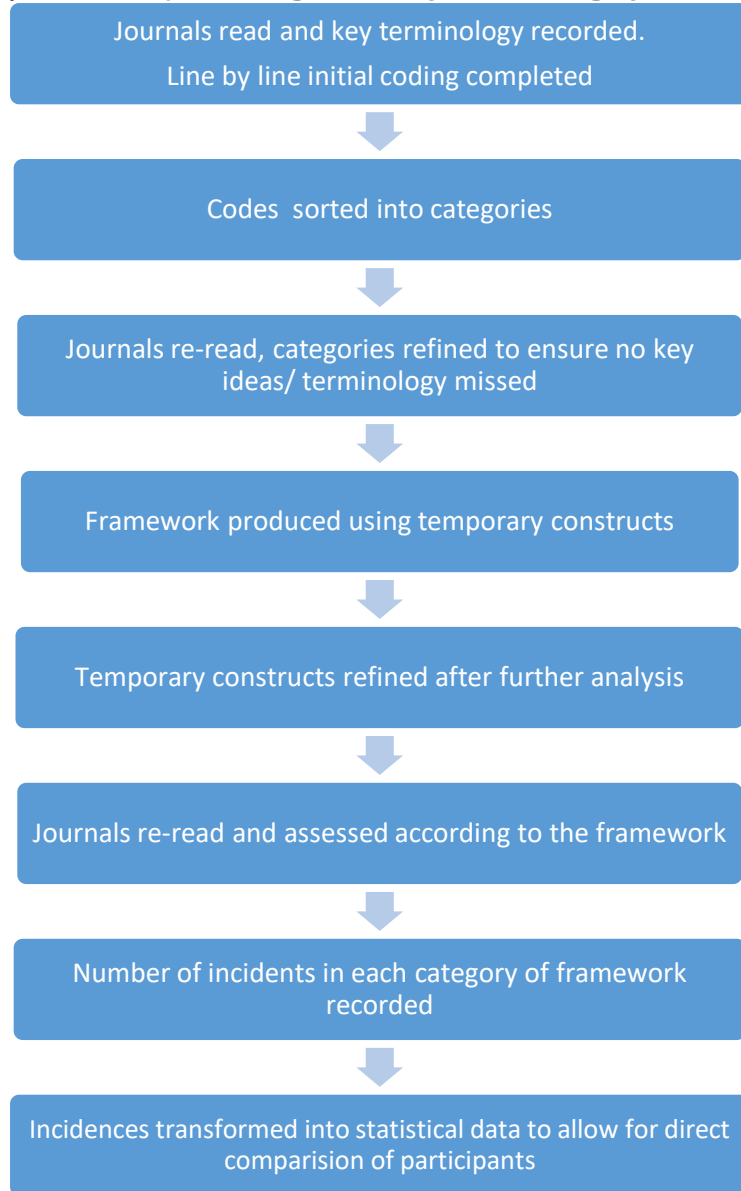 Journals read and key terminology recorded.
Line by line initial coding completed
Codes sorted into categories
Journals re-read, categories refined to ensure no key
ideas/ terminology missed
Framework produced using temporary constructs
Temporary constructs refined after further analysis
Journals re-read and assessed according to the framework
Number of incidents in each category of framework
recorded
Incidences transformed into statistical data to allow for direct
comparision of participants